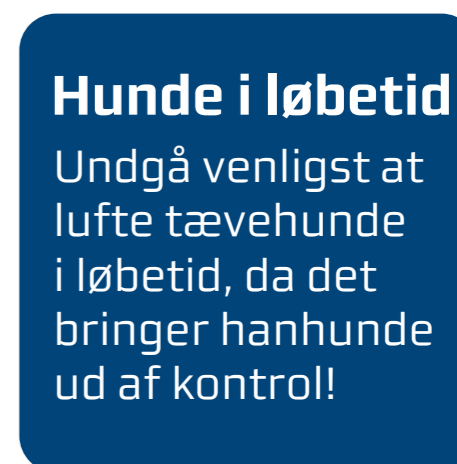 Hunde i løbetid
Undgå venligst at
lufte tævehunde
i løbetid, da det
bringer hanhunde
ud af kontrol!